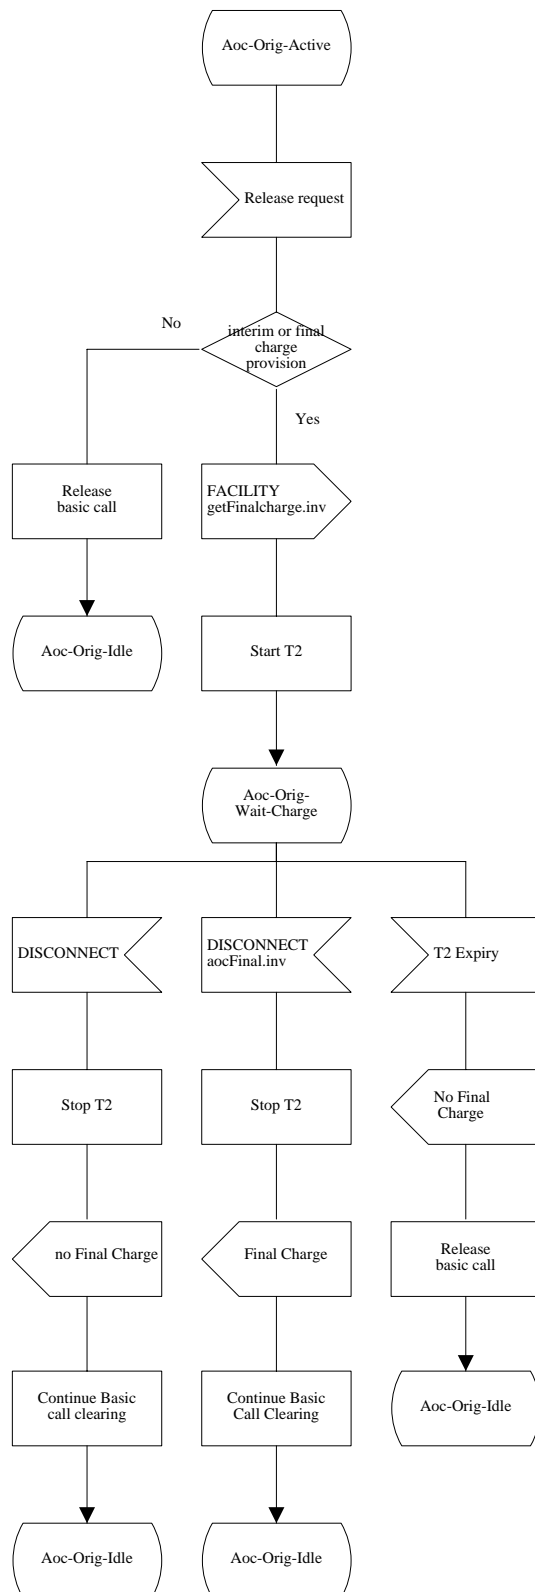 Aoc-Orig-Active
Release request
No
interim or final
charge
provision
Yes
Release
basic call
FACILITY
getFinalcharge.inv
Aoc-Orig-Idle
Start T2
Aoc-Orig-
Wait-Charge
DISCONNECT
DISCONNECT
aocFinal.inv
T2 Expiry
Stop T2
Stop T2
No Final
Charge
no Final Charge
Final Charge
Release
basic call
Continue Basic
call clearing
Continue Basic
Call Clearing
Aoc-Orig-Idle
Aoc-Orig-Idle
Aoc-Orig-Idle